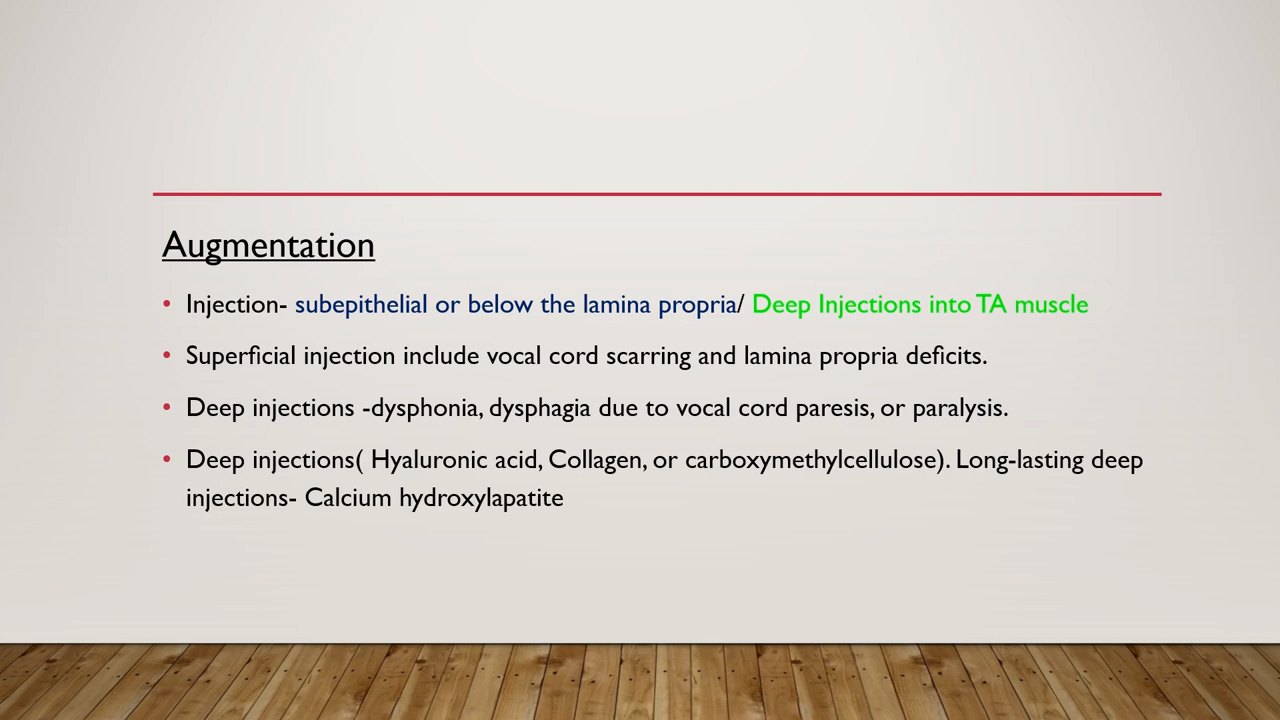 Augmentation
• Injection- subepithelial or below the lamina propria/ Deep Injections into TA muscle
• Superficial injection include vocal cord scarring and lamina propria deficits.
• Deep injections -dysphonia, dysphagia due to vocal cord paresis, or paralysis.
• Deep injections( Hyaluronic acid, Collagen, or carboxymethylcellulose). Long-lasting deep
injections- Calcium hydroxylapatite